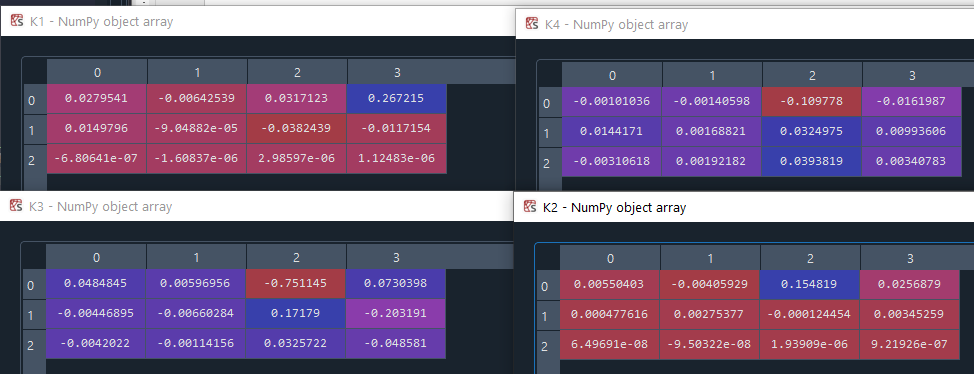 K1 - NumPy object array
0 1 2 3
0 0.0279541 -0.00642539 0.0317123 0.267215
1 0.0149796 -9.04882e-05 -0.0382439 -0.0117154
2 -6.80641e-07 -1.60837e-06 2.98597e-06 1.12483e-06
K4 - NumPy object array
0 1 2 3
0 -0.00101036 -0.00140598 -0.109778 -0.0161987
1 0.0144171 0.00168821 0.0324975 0.00993606
2 -0.00310618 0.00192182 0.0393819 0.00340783
K3 - NumPy object array
0 1 2 3
0 0.0484845 0.00596956 -0.751145 0.0730398
1 -0.00446895 -0.00660284 0.17179 -0.203191
2 -0.0042022 -0.00114156 0.0325722 -0.048581
K2 - NumPy object array
0 1 2 3
0 0.00550403 -0.00405929 0.154819 0.0256879
1 0.000477616 0.00275377 -0.000124454 0.00345259
2 6.49691e-08 -9.50322e-08 1.93909e-06 9.21926e-07